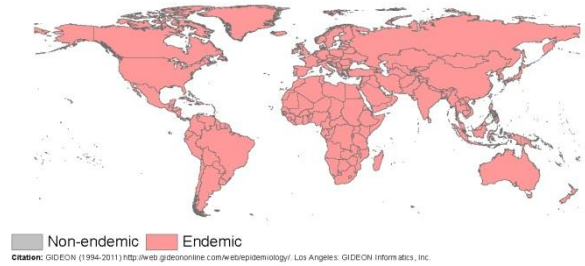 Non-endemic Endemic
Citation: GIDEON (1994-2011) http://web.gideononline.com/web/epidemiology/. Los Angeles: GIDEON Informatics, Inc.